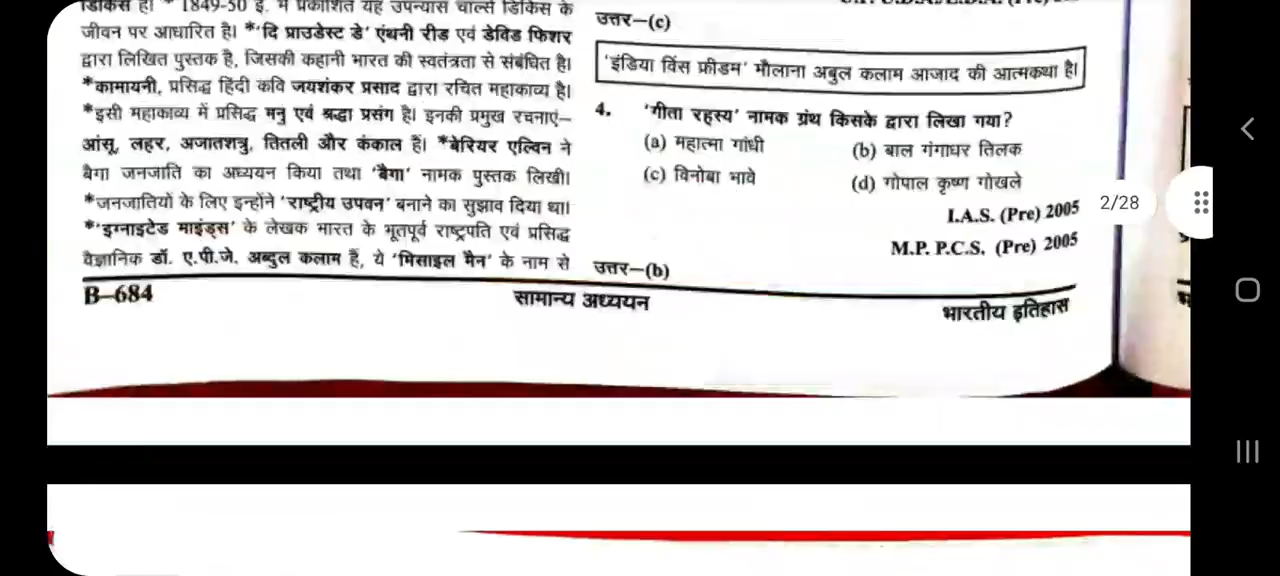 डिकिंस है। * 1849-50 ई. में प्रकाशित यह उपन्यास चार्ल्स डिकिंस के
जीवन पर आधारित है। *'दि प्राउडेस्ट डे' एंथनी रीड एवं डेविड फिशर
द्वारा लिखित पुस्तक है, जिसकी कहानी भारत की स्वतंत्रता से संबंधित है।
*कामायनी, प्रसिद्ध हिंदी कवि जयशंकर प्रसाद द्वारा रचित महाकाव्य है।
*इसी महाकाव्य में प्रसिद्ध मनु एवं श्रद्धा प्रसंग है। इनकी प्रमुख रचनाएं–
आंसू, लहर, अजातशत्रु, तितली और कंकाल हैं। *बेरियर एल्विन ने
बैगा जनजाति का अध्ययन किया तथा 'बैगा' नामक पुस्तक लिखी।
*जनजातियों के लिए इन्होंने 'राष्ट्रीय उपवन' बनाने का सुझाव दिया था।
*'इग्नाइटेड माइंड्स' के लेखक भारत के भूतपूर्व राष्ट्रपति एवं प्रसिद्ध
वैज्ञानिक डॉ. ए.पी.जे. अब्दुल कलाम हैं, ये 'मिसाइल मैन' के नाम से
उत्तर–(c)
'इंडिया विंस फ्रीडम' मौलाना अबुल कलाम आजाद की आत्मकथा है।
4. 'गीता रहस्य' नामक ग्रंथ किसके द्वारा लिखा गया?
(a) महात्मा गांधी (b) बाल गंगाधर तिलक
(c) विनोबा भावे (d) गोपाल कृष्ण गोखले
I.A.S. (Pre) 2005
M.P. P.C.S. (Pre) 2005
उत्तर–(b)
B–684 सामान्य अध्ययन भारतीय इतिहास
2/28